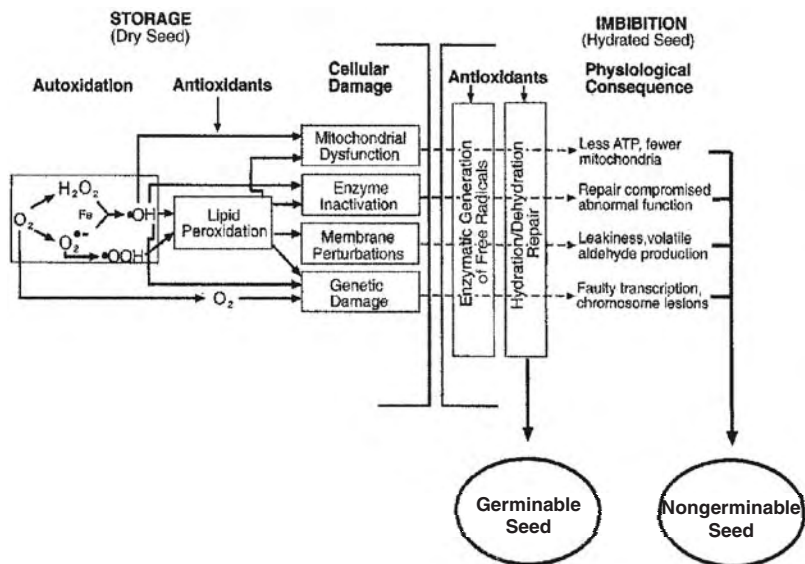 STORAGE
(Dry Seed)
IMBIBITION
(Hydrated Seed)
Autoxidation
Antioxidants
Cellular
Damage
Antioxidants
Physiological
Consequence
O2
H2O2
Fe
O2•−
•OH
•OOH
Lipid
Peroxidation
O2
Mitochondrial
Dysfunction
Enzyme
Inactivation
Membrane
Perturbations
Genetic
Damage
Enzymatic Generation
of Free Radicals
Hydration/Dehydration
Repair
Less ATP, fewer
mitochondria
Repair compromised
abnormal function
Leakiness,volatile
aldehyde production
Faulty transcription,
chromosome lesions
Germinable
Seed
Nongerminable
Seed